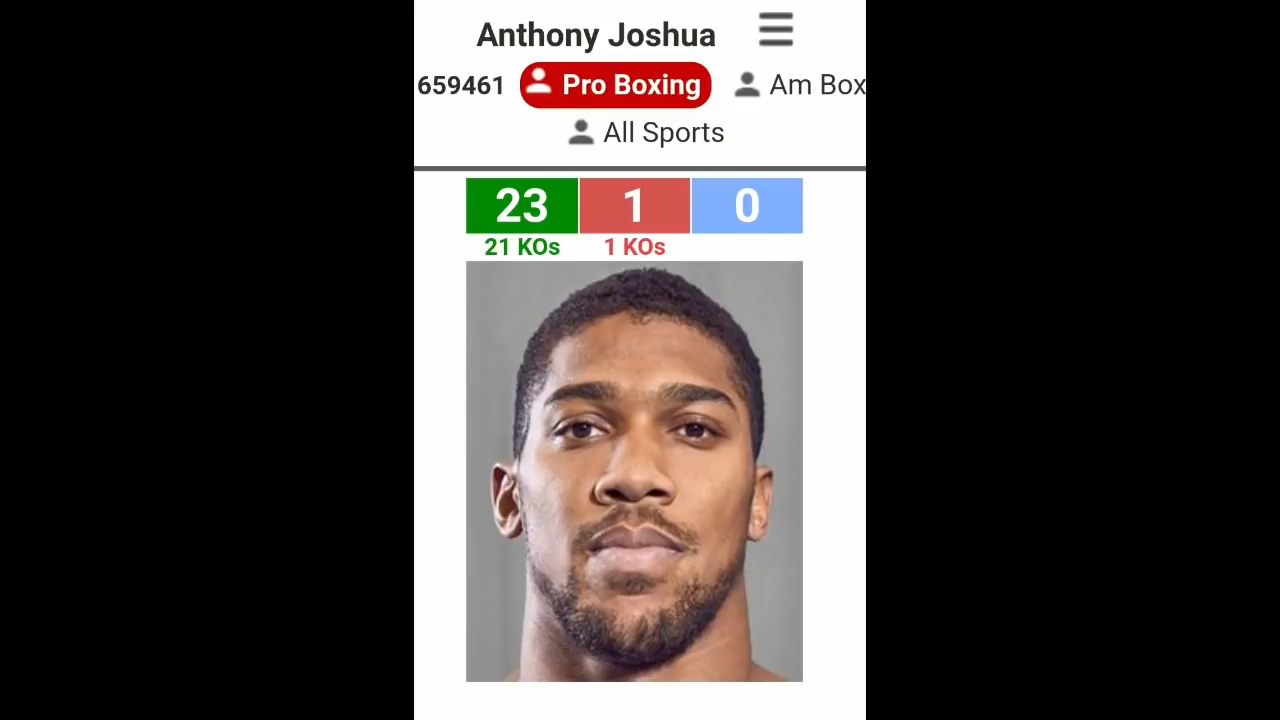 Anthony Joshua
659461 Pro Boxing Am Box
All Sports
23 1 0
21 KOs 1 KOs